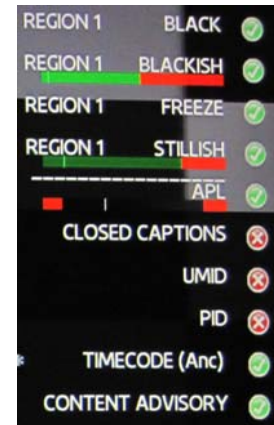 REGION 1 BLACK
REGION 1 BLACKISH
REGION 1 FREEZE
REGION 1 STILLISH
APL
CLOSED CAPTIONS
UMID
PID
TIMECODE (Anc)
CONTENT ADVISORY